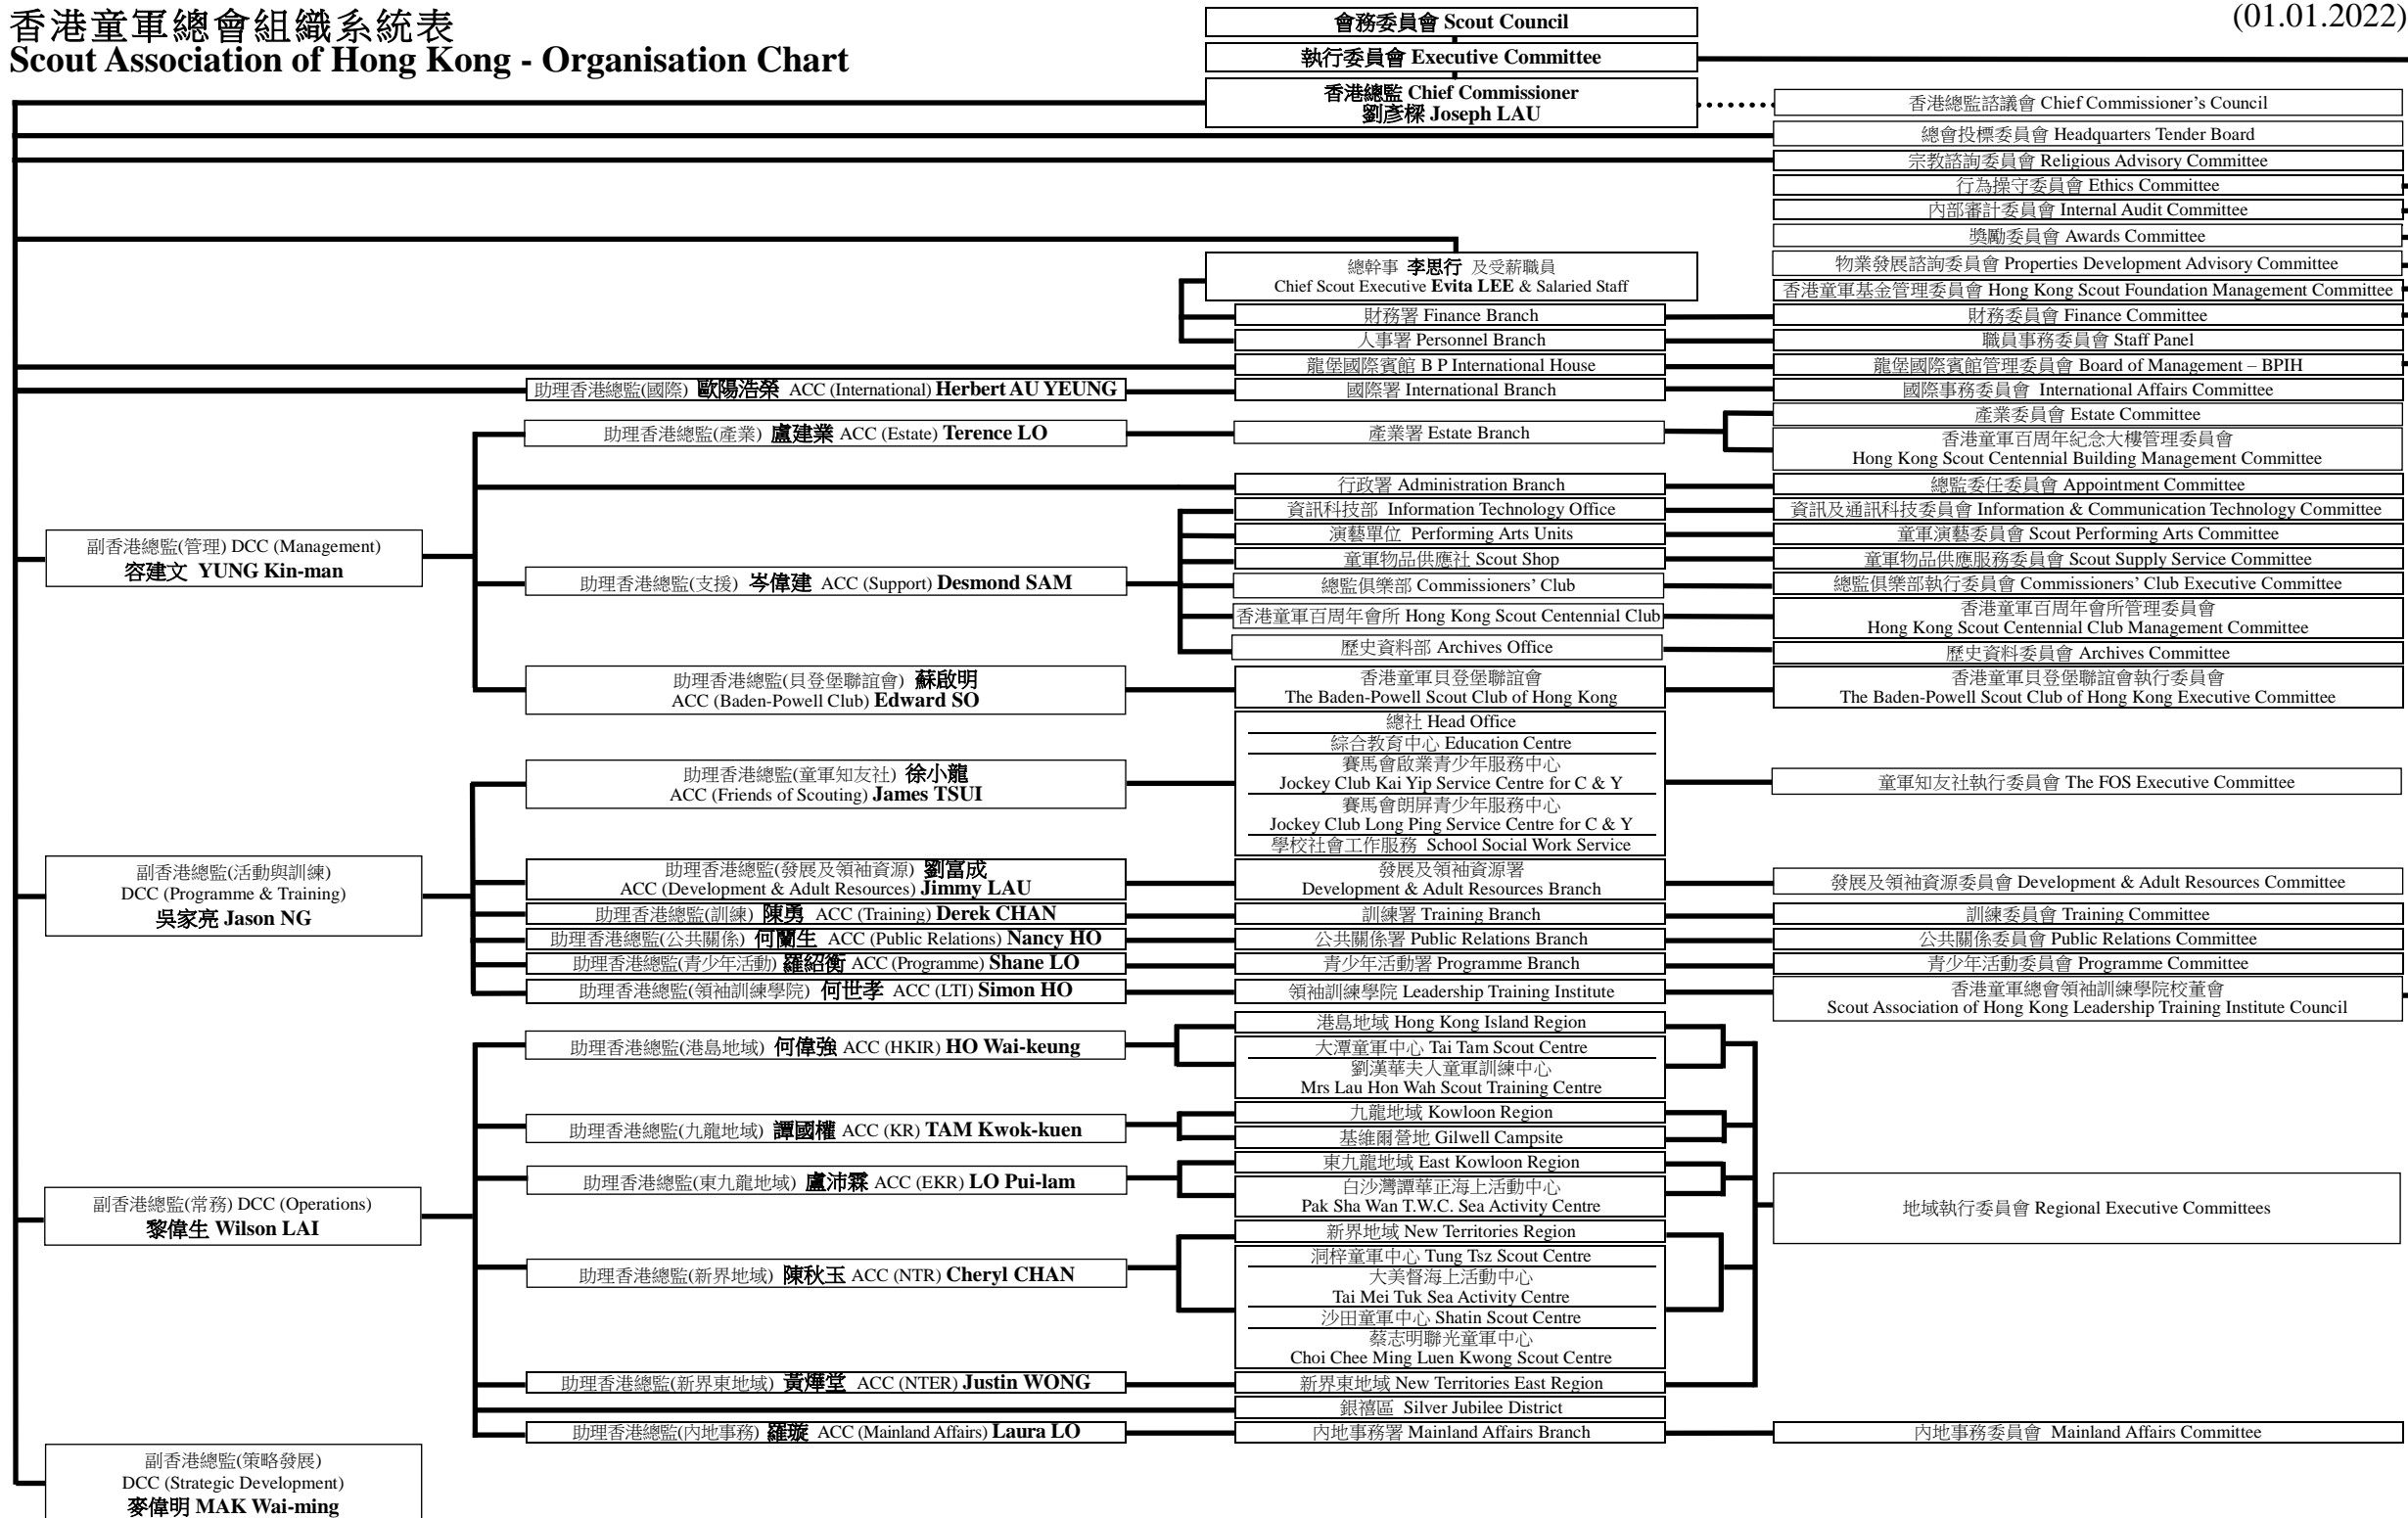 香港童軍總會組織系統表
Scout Association of Hong Kong - Organisation Chart
(01.01.2022)
會務委員會 Scout Council
執行委員會 Executive Committee
香港總監 Chief Commissioner
劉彥樑 Joseph LAU
香港總監諮議會 Chief Commissioner's Council
總會投標委員會 Headquarters Tender Board
宗教諮詢委員會 Religious Advisory Committee
行為操守委員會 Ethics Committee
內部審計委員會 Internal Audit Committee
獎勵委員會 Awards Committee
物業發展諮詢委員會 Properties Development Advisory Committee
香港童軍基金管理委員會 Hong Kong Scout Foundation Management Committee
總幹事 李思行 及受薪職員
Chief Scout Executive Evita LEE & Salaried Staff
財務署 Finance Branch
財務委員會 Finance Committee
人事署 Personnel Branch
職員事務委員會 Staff Panel
龍堡國際賓館 B P International House
龍堡國際賓館管理委員會 Board of Management – BPIH
助理香港總監(國際) 歐陽浩榮 ACC (International) Herbert AU YEUNG
國際署 International Branch
國際事務委員會 International Affairs Committee
副香港總監(管理) DCC (Management)
容建文 YUNG Kin-man
助理香港總監(產業) 盧建業 ACC (Estate) Terence LO
產業署 Estate Branch
產業委員會 Estate Committee
香港童軍百周年紀念大樓管理委員會
Hong Kong Scout Centennial Building Management Committee
行政署 Administration Branch
總監委任委員會 Appointment Committee
助理香港總監(支援) 岑偉建 ACC (Support) Desmond SAM
資訊科技部 Information Technology Office
資訊及通訊科技委員會 Information & Communication Technology Committee
演藝單位 Performing Arts Units
童軍演藝委員會 Scout Performing Arts Committee
童軍物品供應社 Scout Shop
童軍物品供應服務委員會 Scout Supply Service Committee
總監俱樂部 Commissioners' Club
總監俱樂部執行委員會 Commissioners' Club Executive Committee
香港童軍百周年會所 Hong Kong Scout Centennial Club
香港童軍百周年會所管理委員會
Hong Kong Scout Centennial Club Management Committee
歷史資料部 Archives Office
歷史資料委員會 Archives Committee
助理香港總監(貝登堡聯誼會) 蘇啟明
ACC (Baden-Powell Club) Edward SO
香港童軍貝登堡聯誼會
The Baden-Powell Scout Club of Hong Kong
香港童軍貝登堡聯誼會執行委員會
The Baden-Powell Scout Club of Hong Kong Executive Committee
副香港總監(活動與訓練)
DCC (Programme & Training)
吳家亮 Jason NG
助理香港總監(童軍知友社) 徐小龍
ACC (Friends of Scouting) James TSUI
總社 Head Office
綜合教育中心 Education Centre
賽馬會啟業青少年服務中心
Jockey Club Kai Yip Service Centre for C & Y
賽馬會朗屏青少年服務中心
Jockey Club Long Ping Service Centre for C & Y
學校社會工作服務 School Social Work Service
童軍知友社執行委員會 The FOS Executive Committee
助理香港總監(發展及領袖資源) 劉富成
ACC (Development & Adult Resources) Jimmy LAU
發展及領袖資源署
Development & Adult Resources Branch
發展及領袖資源委員會 Development & Adult Resources Committee
助理香港總監(訓練) 陳勇 ACC (Training) Derek CHAN
訓練署 Training Branch
訓練委員會 Training Committee
助理香港總監(公共關係) 何蘭生 ACC (Public Relations) Nancy HO
公共關係署 Public Relations Branch
公共關係委員會 Public Relations Committee
助理香港總監(青少年活動) 羅紹衡 ACC (Programme) Shane LO
青少年活動署 Programme Branch
青少年活動委員會 Programme Committee
助理香港總監(領袖訓練學院) 何世孝 ACC (LTI) Simon HO
領袖訓練學院 Leadership Training Institute
香港童軍總會領袖訓練學院校董會
Scout Association of Hong Kong Leadership Training Institute Council
副香港總監(常務) DCC (Operations)
黎偉生 Wilson LAI
助理香港總監(港島地域) 何偉強 ACC (HKIR) HO Wai-keung
港島地域 Hong Kong Island Region
大潭童軍中心 Tai Tam Scout Centre
劉漢華夫人童軍訓練中心
Mrs Lau Hon Wah Scout Training Centre
助理香港總監(九龍地域) 譚國權 ACC (KR) TAM Kwok-kuen
九龍地域 Kowloon Region
基維爾營地 Gilwell Campsite
助理香港總監(東九龍地域) 盧沛霖 ACC (EKR) LO Pui-lam
東九龍地域 East Kowloon Region
白沙灣譚華正海上活動中心
Pak Sha Wan T.W.C. Sea Activity Centre
地域執行委員會 Regional Executive Committees
助理香港總監(新界地域) 陳秋玉 ACC (NTR) Cheryl CHAN
新界地域 New Territories Region
洞梓童軍中心 Tung Tsz Scout Centre
大美督海上活動中心
Tai Mei Tuk Sea Activity Centre
沙田童軍中心 Shatin Scout Centre
蔡志明聯光童軍中心
Choi Chee Ming Luen Kwong Scout Centre
助理香港總監(新界東地域) 黃燁堂 ACC (NTER) Justin WONG
新界東地域 New Territories East Region
銀禧區 Silver Jubilee District
助理香港總監(內地事務) 羅璇 ACC (Mainland Affairs) Laura LO
內地事務署 Mainland Affairs Branch
內地事務委員會 Mainland Affairs Committee
副香港總監(策略發展)
DCC (Strategic Development)
麥偉明 MAK Wai-ming